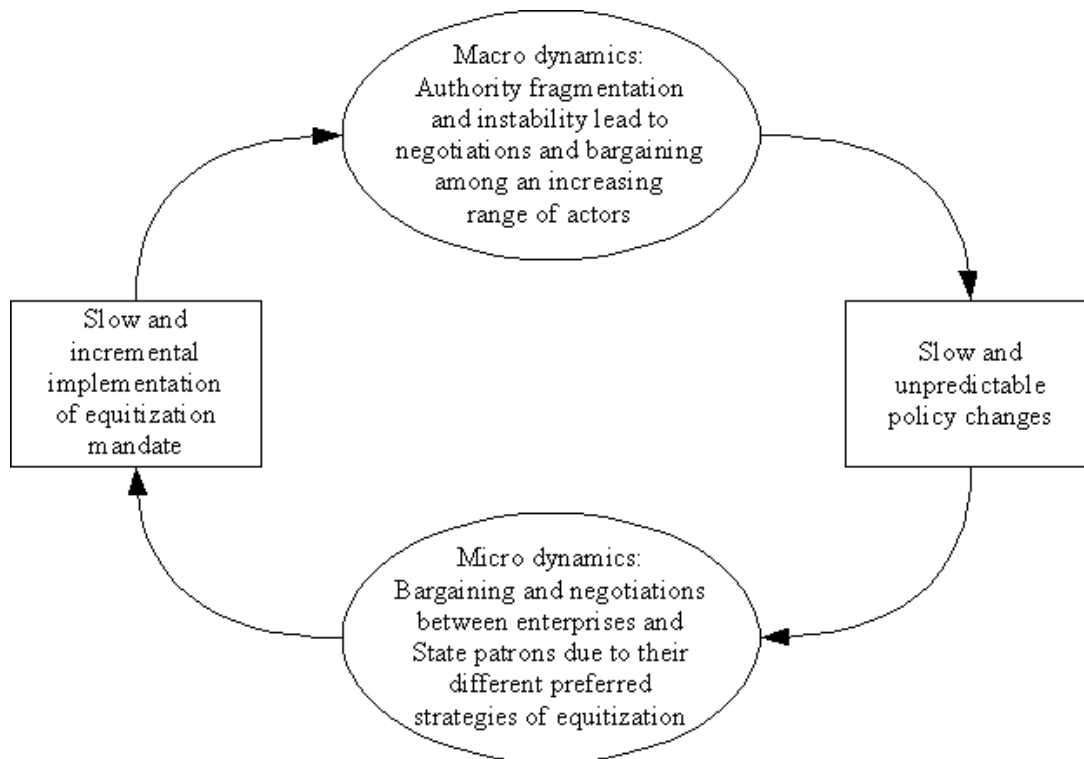 Macro dynamics:
Authority fragmentation
and instability lead to
negotiations and bargaining
among an increasing
range of actors
Slow and
incremental
implementation
of equitization
mandate
Slow and
unpredictable
policy changes
Micro dynamics:
Bargaining and negotiations
between enterprises and
State patrons due to their
different preferred
strategies of equitization